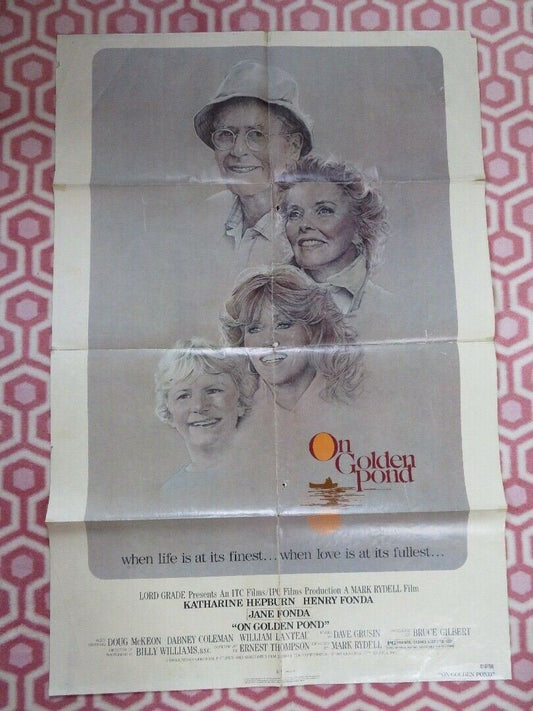 On
Golden
Pond
when life is at its finest... when love is at its fullest...
LORD GRADE Presents An ITC Films/IPC Films Production A MARK RYDELL Film
KATHARINE HEPBURN HENRY FONDA
JANE FONDA
"ON GOLDEN POND"
DOUG McKEON DABNEY COLEMAN WILLIAM LANTEAU DAVE GRUSIN BRUCE GILBERT
BILLY WILLIAMS, B.S.C. ERNEST THOMPSON MARK RYDELL
"ON GOLDEN POND"